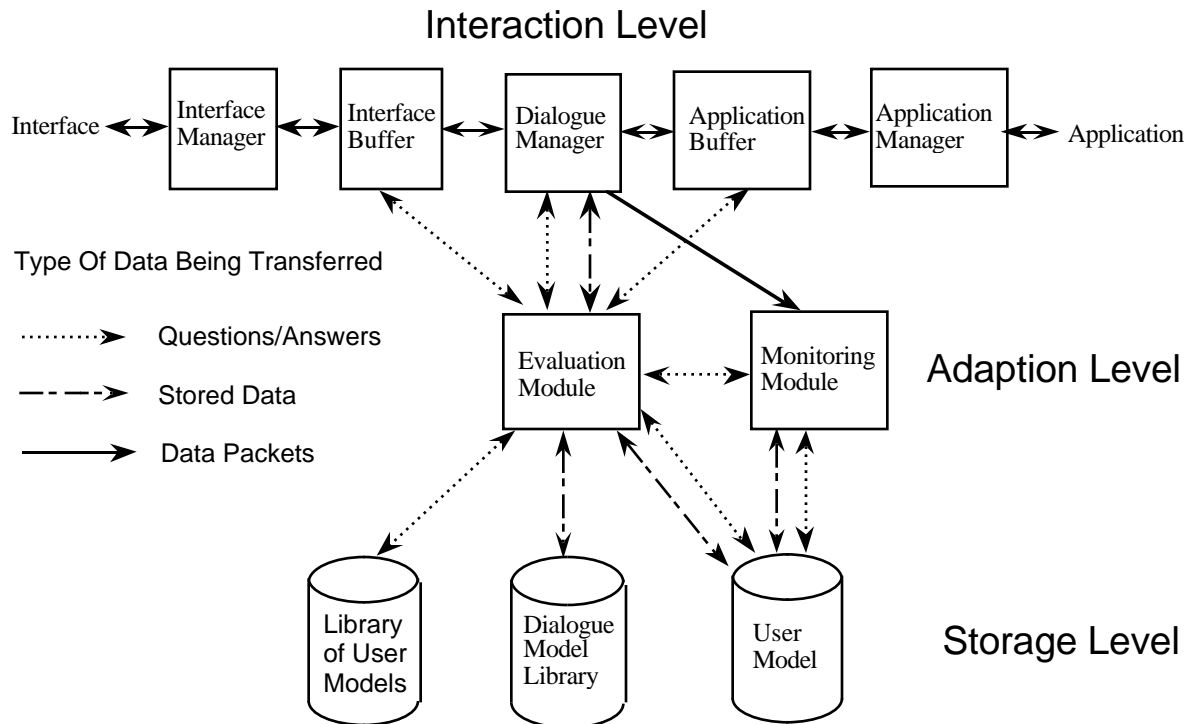 Interaction Level
Interface
Interface
Manager
Interface
Buffer
Dialogue
Manager
Application
Buffer
Application
Manager
Application
Type Of Data Being Transferred
Questions/Answers
Stored Data
Data Packets
Evaluation
Module
Monitoring
Module
Adaption Level
Library
of User
Models
Dialogue
Model
Library
User
Model
Storage Level